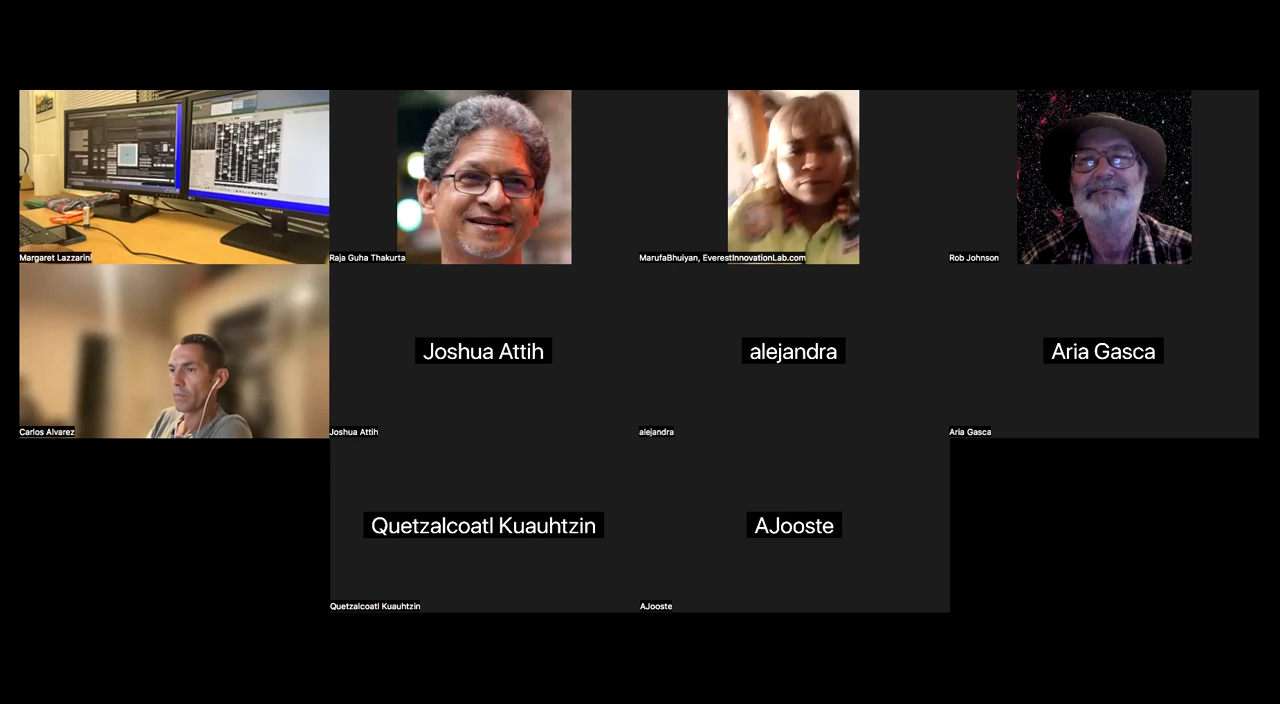 Margaret Lazzarini
Raja Guha Thakurta
MarufaBhuiyan, EverestInnovationLab.com
Rob Johnson
Joshua Attih
alejandra
Aria Gasca
Carlos Alvarez
Joshua Attih
alejandra
Aria Gasca
Quetzalcoatl Kuauhtzin
AJooste
Quetzalcoatl Kuauhtzin
AJooste